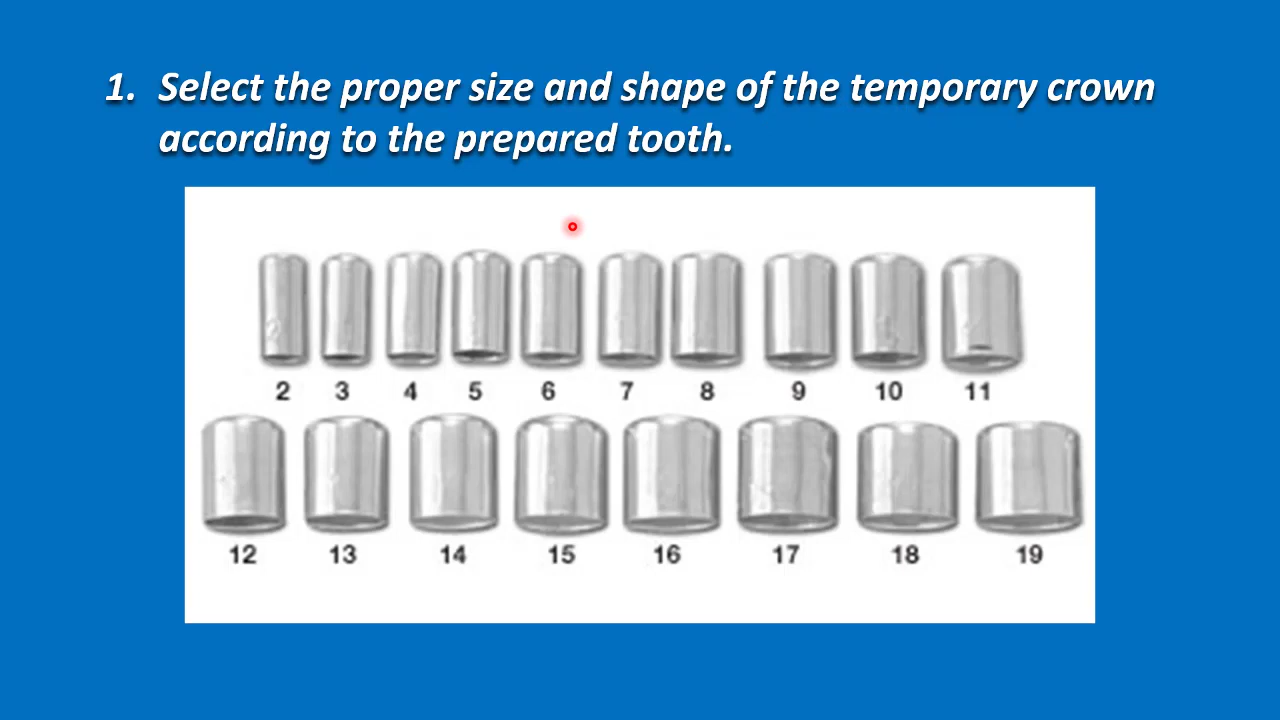 1. Select the proper size and shape of the temporary crown
according to the prepared tooth.
2 3 4 5 6 7 8 9 10 11
12 13 14 15 16 17 18 19